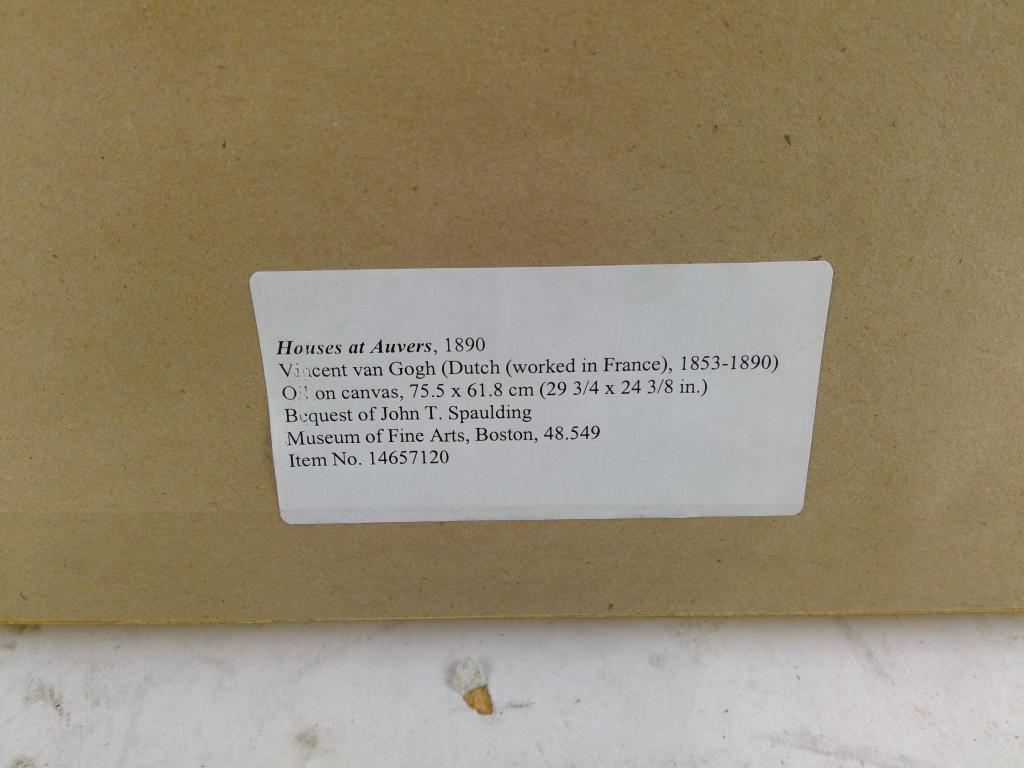 Houses at Auvers, 1890
Vincent van Gogh (Dutch (worked in France), 1853-1890)
Oil on canvas, 75.5 x 61.8 cm (29 3/4 x 24 3/8 in.)
Bequest of John T. Spaulding
Museum of Fine Arts, Boston, 48.549
Item No. 14657120